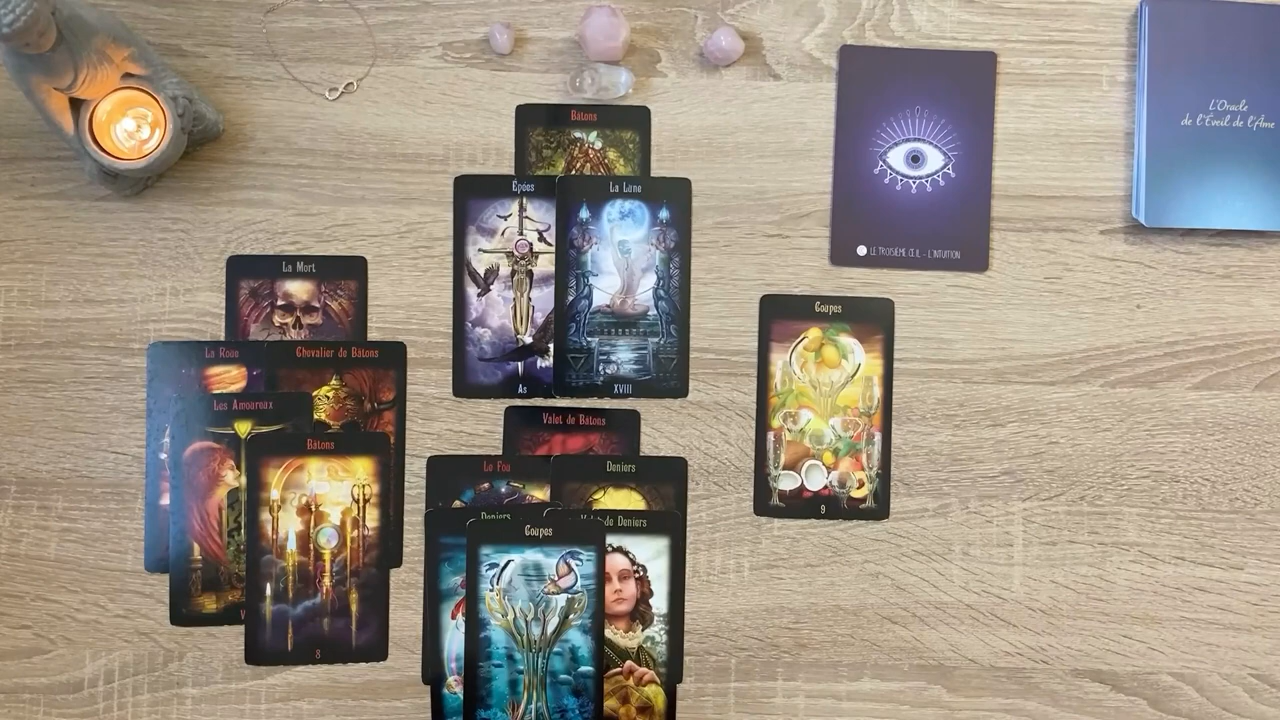 L'Oracle
de l'Éveil de l'Âme
LE TROISIÈME ŒIL - L'INTUITION
Bâtons
Épées
As
La Lune
XVIII
La Mort
La Roue
Chevalier de Bâtons
Les Amoureux
Bâtons
8
Valet de Bâtons
Le Fou
Deniers
Deniers
de Deniers
Coupes
Coupes
9